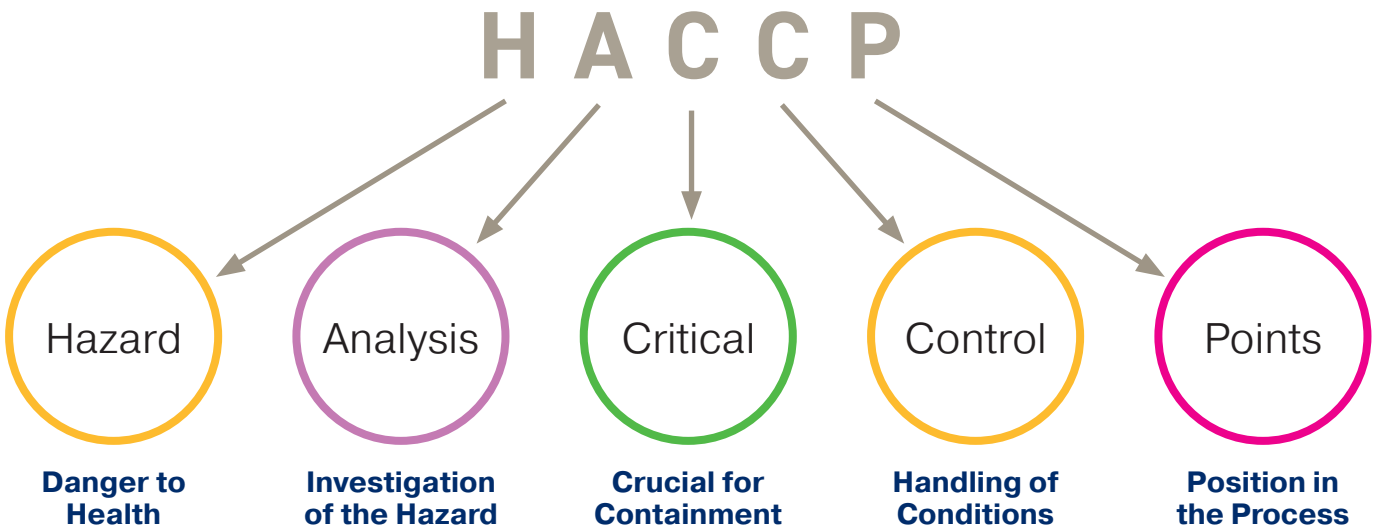 H A C C P
Hazard
Analysis
Critical
Control
Points
Danger to
Health
Investigation
of the Hazard
Crucial for
Containment
Handling of
Conditions
Position in
the Process